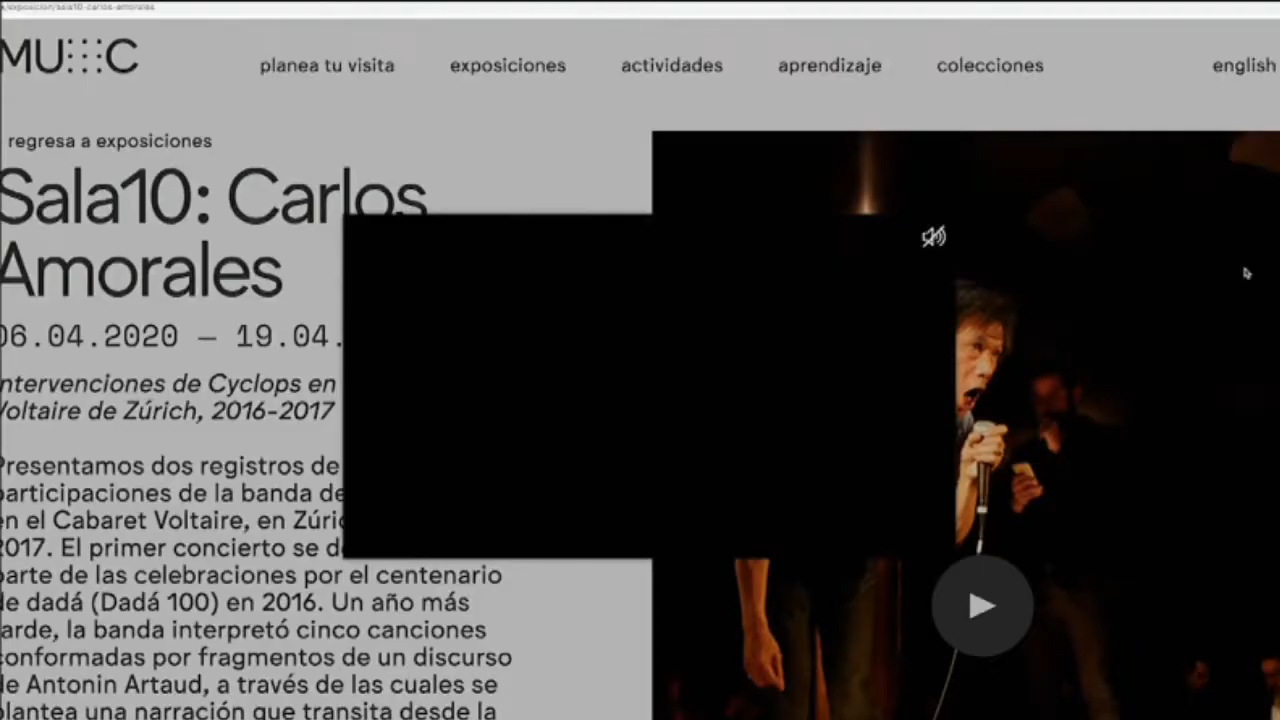 MU C
planea tu visita
exposiciones
actividades
aprendizaje
colecciones
english
regresa a exposiciones
Sala10: Carlos
Amorales
06.04.2020 – 19.04.
ntervenciones de Cyclops en
Voltaire de Zúrich, 2016-2017
Presentamos dos registros de
participaciones de la banda de
en el Cabaret Voltaire, en Zúric
2017. El primer concierto se d
parte de las celebraciones por el centenario
de dadá (Dadá 100) en 2016. Un año más
tarde, la banda interpretó cinco canciones
conformadas por fragmentos de un discurso
de Antonin Artaud, a través de las cuales se
plantea una narración que transita desde la